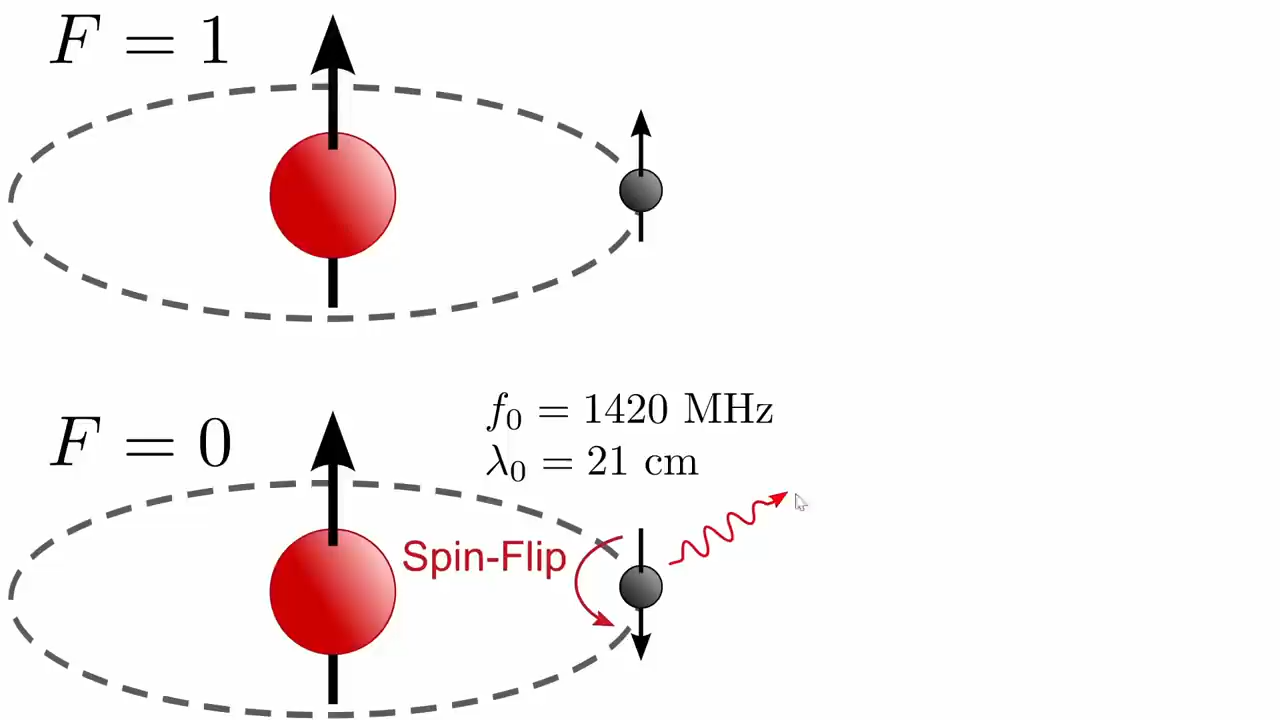 F = 1
F = 0
f₀ = 1420 MHz
λ₀ = 21 cm
Spin-Flip